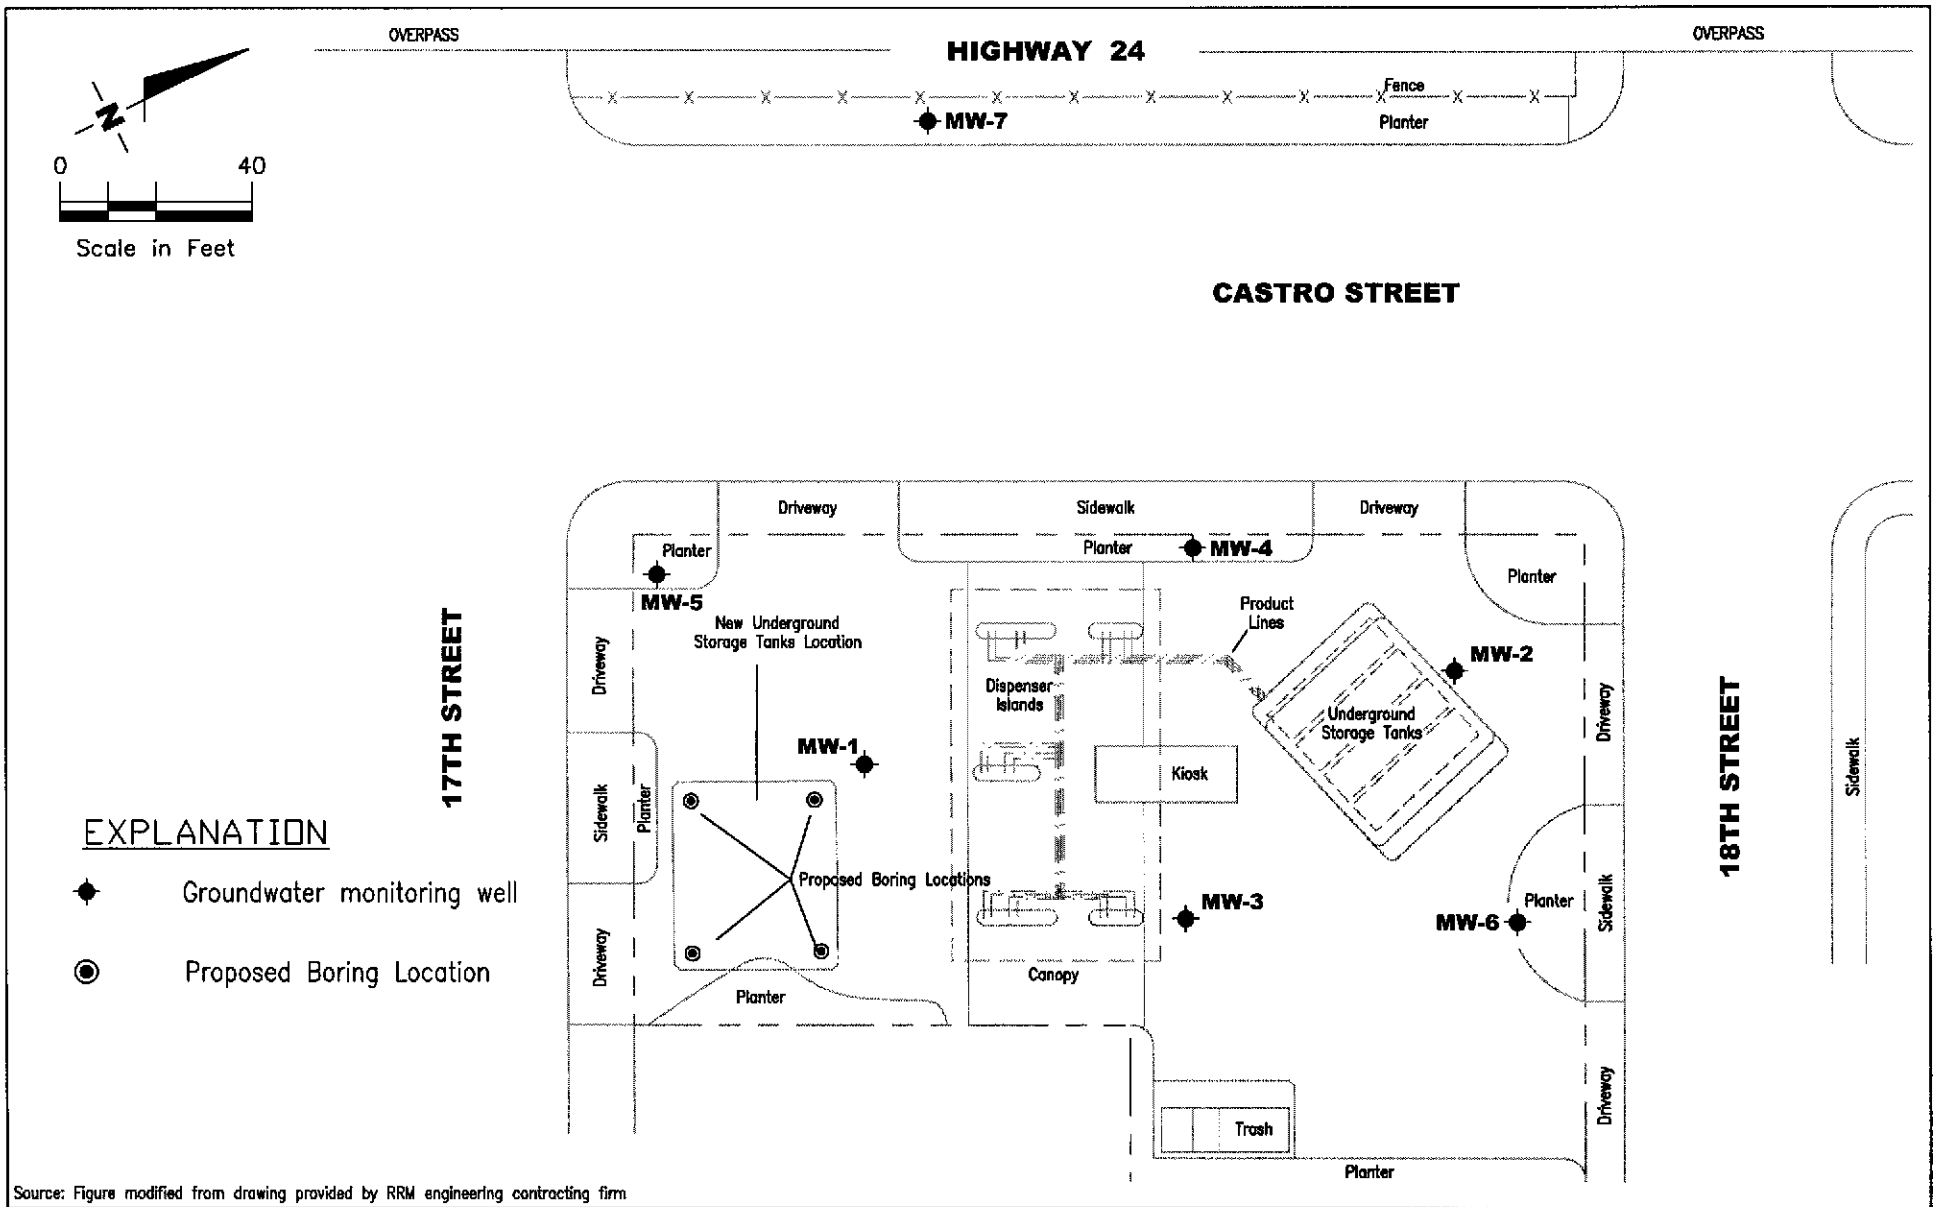 OVERPASS
HIGHWAY 24
OVERPASS
N
Fence
MW-7
Planter
0 40
Scale in Feet
CASTRO STREET
Driveway
Sidewalk
Driveway
Planter
Planter
MW-4
Planter
MW-5
New Underground
Storage Tanks Location
Product
Lines
MW-2
17TH STREET
Driveway
Dispenser
Islands
Underground
Storage Tanks
Driveway
18TH STREET
Sidewalk
MW-1
Kiosk
Sidewalk
Planter
EXPLANATION
Groundwater monitoring well
Proposed Boring Locations
MW-3
MW-6
Planter
Sidewalk
Proposed Boring Location
Driveway
Canopy
Planter
Driveway
Trash
Planter
Source: Figure modified from drawing provided by RRM engineering contracting firm